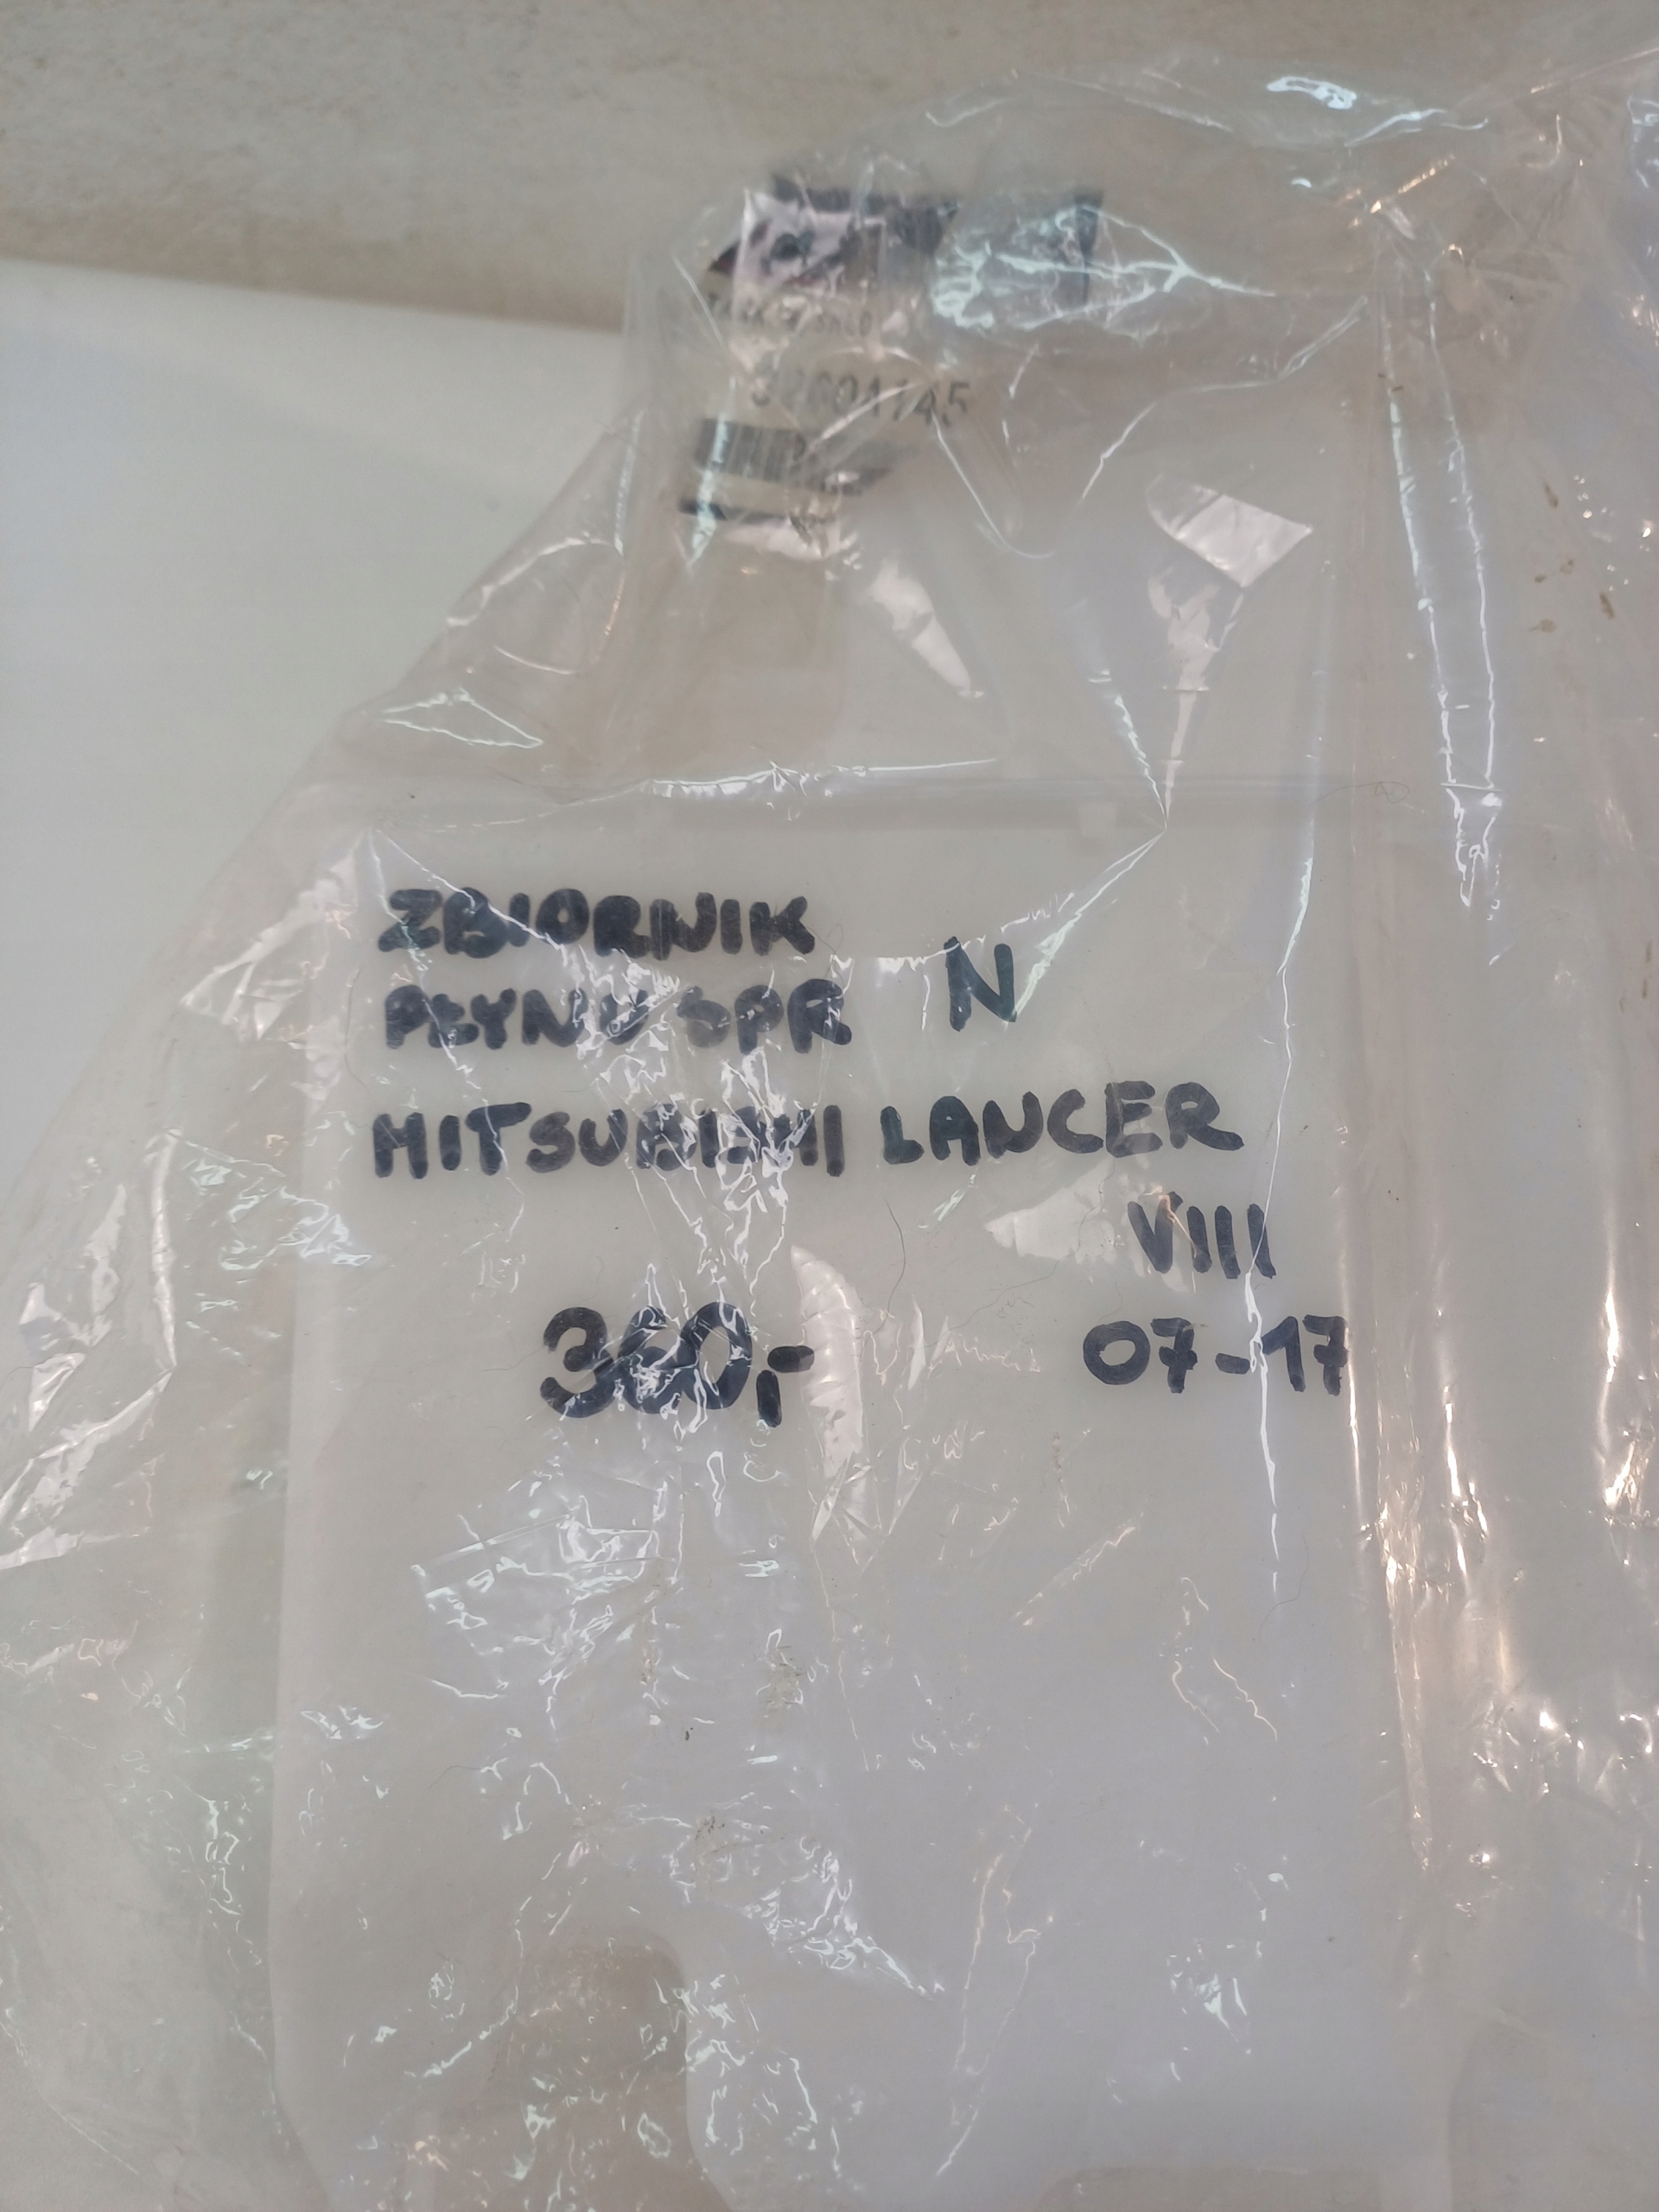 ZBIORNIK
PŁYNU SPR N
MITSUBISHI LANCER
VIII
360,- 07-17